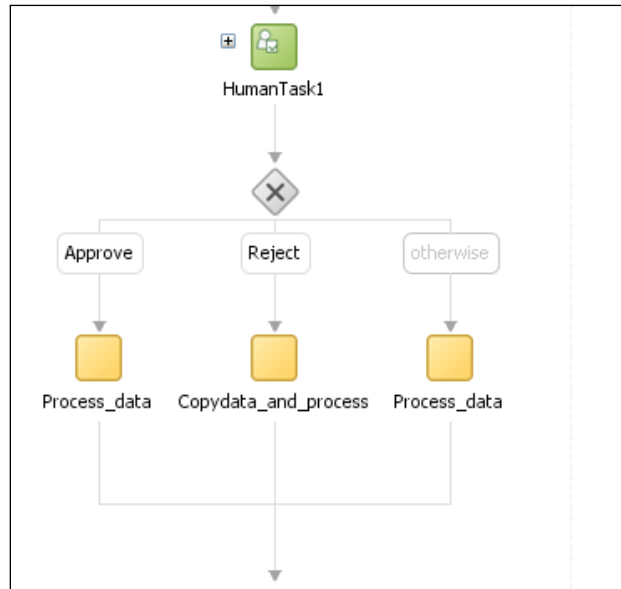 HumanTask1
Approve
Reject
otherwise
Process_data
Copydata_and_process
Process_data